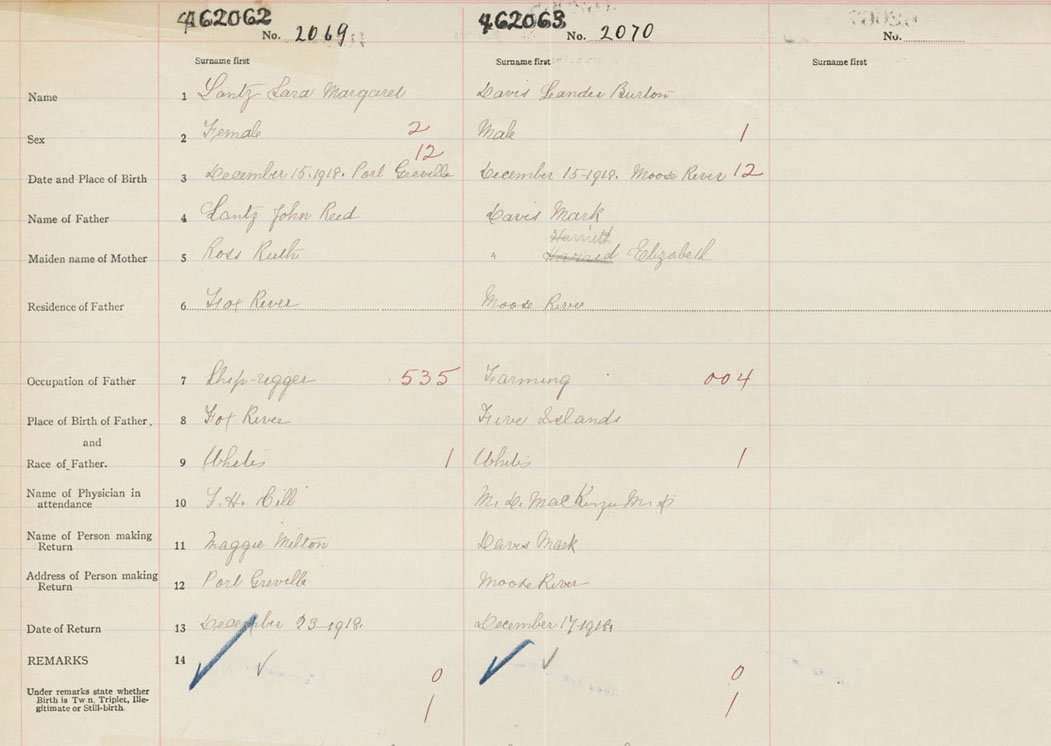 462062 462063
No. 2069 No. 2070 No.
Surname first Surname first Surname first
Name 1 Lantz Sara Margaret Davis Leander Burton
Sex 2 Female 2 Male 1
12
Date and Place of Birth 3 December 15-1918. Port Greville December 15-1918. Moose River 12
Name of Father 4 Lantz John Reid Davis Mark
Harriett
Maiden name of Mother 5 Ross Ruth " Elizabeth
Residence of Father 6 Fox River Moose River
Occupation of Father 7 Ship-rigger 535 Farming 004
Place of Birth of Father, 8 Fox River Five Islands
and
Race of Father. 9 White 1 White 1
Name of Physician in
attendance 10 T. H. Hill M. D. MacKenzie M.D
Name of Person making
Return 11 Maggie Milton Davis Mark
Address of Person making
Return 12 Port Greville Moose River
Date of Return 13 December 23-1918. December 17-1918.
REMARKS 14
0 0
Under remarks state whether
Birth is Twin, Triplet, Ille-
gitimate or Still-birth. 1 1